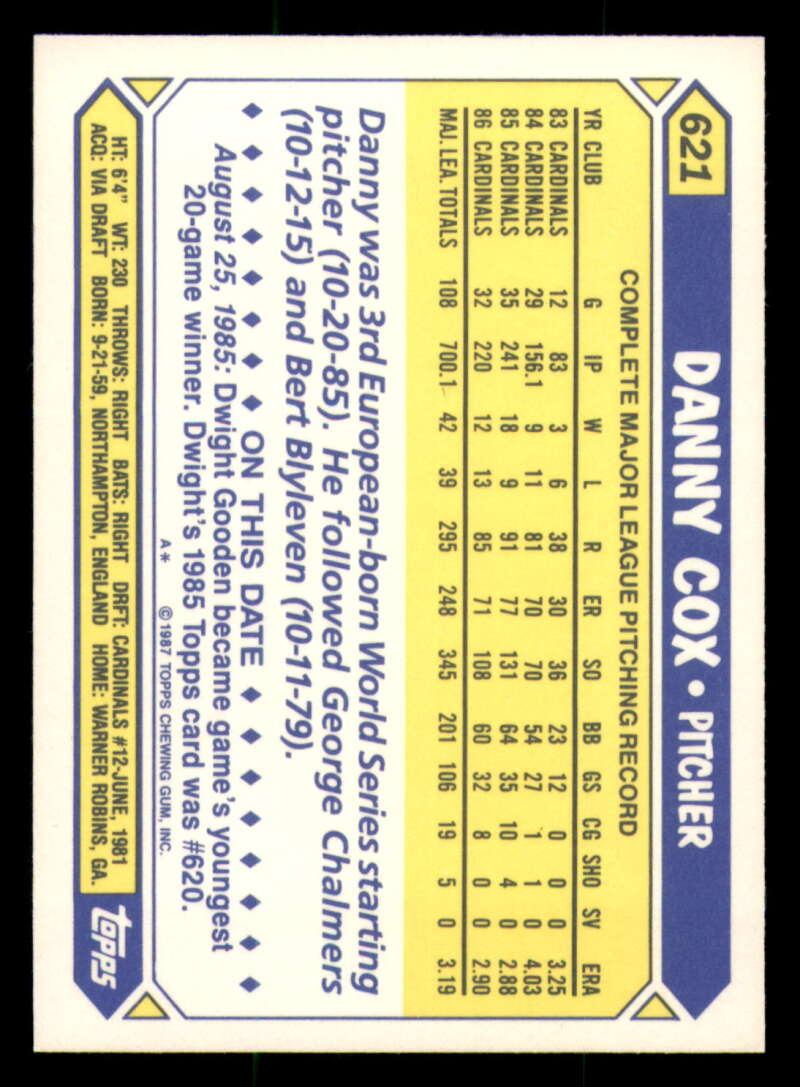 621 DANNY COX • PITCHER
COMPLETE MAJOR LEAGUE PITCHING RECORD
YR CLUB G IP W L R ER SO BB GS CG SHO SV ERA
83 CARDINALS 12 83 3 6 38 30 36 23 12 0 0 0 3.25
84 CARDINALS 29 156.1 9 11 81 70 70 54 27 1 1 0 4.03
85 CARDINALS 35 241 18 9 91 77 131 64 35 10 4 0 2.88
86 CARDINALS 32 220 12 13 85 71 108 60 32 8 0 0 2.90
MAJ. LEA. TOTALS 108 700.1 42 39 295 248 345 201 106 19 5 0 3.19
Danny was 3rd European-born World Series starting
pitcher (10-20-85). He followed George Chalmers
(10-12-15) and Bert Blyleven (10-11-79).
ON THIS DATE
August 25, 1985: Dwight Gooden became game's youngest
20-game winner. Dwight's 1985 Topps card was #620.
A* ©1987 TOPPS CHEWING GUM, INC.
HT: 6'4" WT: 230 THROWS: RIGHT BATS: RIGHT DRFT: CARDINALS #12-JUNE, 1981
ACQ: VIA DRAFT BORN: 9-21-59, NORTHAMPTON, ENGLAND HOME: WARNER ROBINS, GA.
topps